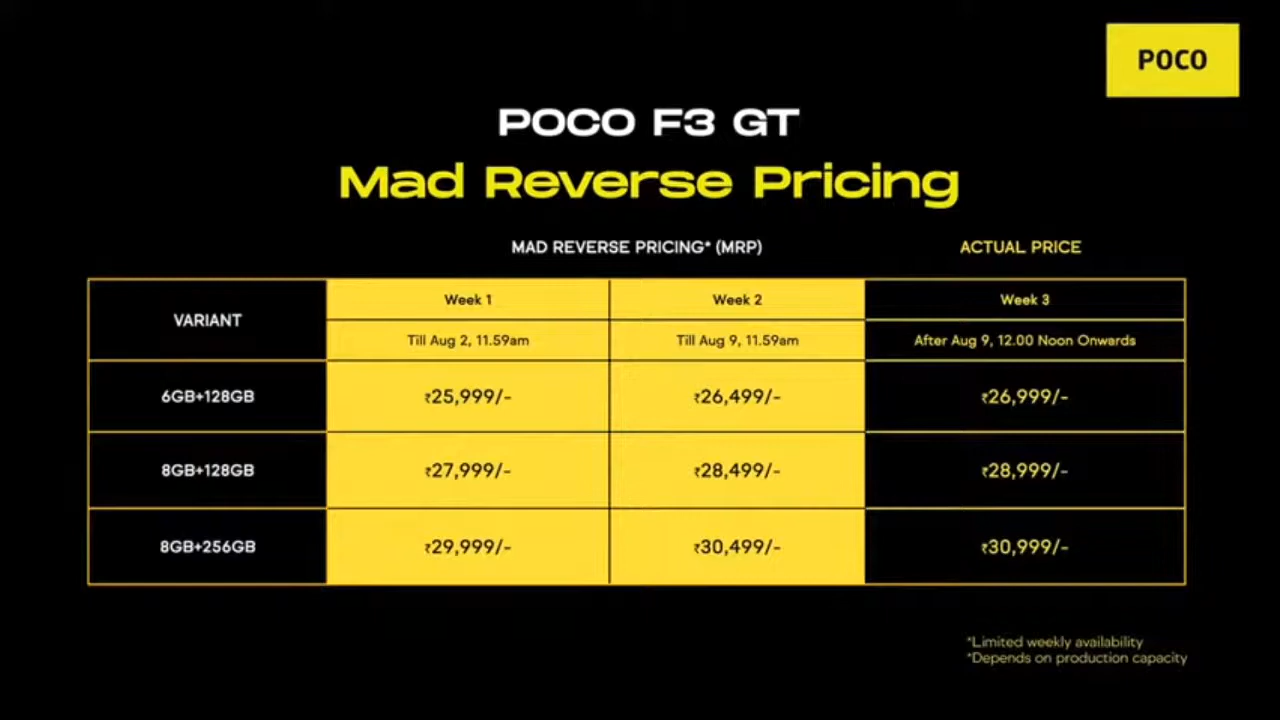 POCO
POCO F3 GT
Mad Reverse Pricing
MAD REVERSE PRICING* (MRP) ACTUAL PRICE
VARIANT
Week 1 Week 2 Week 3
Till Aug 2, 11.59am Till Aug 9, 11.59am After Aug 9, 12.00 Noon Onwards
6GB+128GB ₹25,999/- ₹26,499/- ₹26,999/-
8GB+128GB ₹27,999/- ₹28,499/- ₹28,999/-
8GB+256GB ₹29,999/- ₹30,499/- ₹30,999/-
*Limited weekly availability
*Depends on production capacity